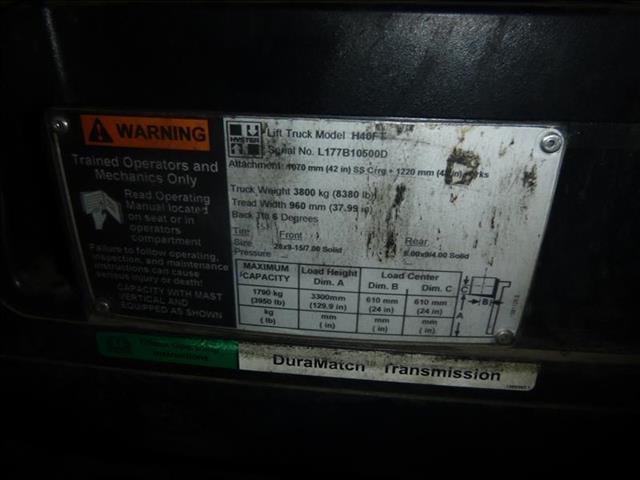 WARNING
Trained Operators and
Mechanics Only
Read Operating
Manual located
on seat or in
operators
compartment
Failure to follow operating,
inspection, and maintenance
instructions can cause
serious injury or death!
CAPACITY WITH MAST
VERTICAL AND
EQUIPPED AS SHOWN
HYSTER
Lift Truck Model H40FT
Serial No. L177B10500D
Attachment 1070 mm (42 in) SS Crrg + 1220 mm (48 in)
Truck Weight 3800 kg (8380 lb)
Tread Width 960 mm (37.99 in)
Back 6 Degrees
Tire Front Rear
Size 28x9-15/7.00 Solid 5.00x8/4.00 Solid
Pressure
MAXIMUM CAPACITY Load Height Dim. A Load Center Dim. B Dim. C
1790 kg 3300mm 610 mm 610 mm
(3950 lb) (129.9 in) (24 in) (24 in)
kg mm mm mm
(lb) (in) (in) (in)
C
B
A
Operating
Instructions
DuraMatch Transmission